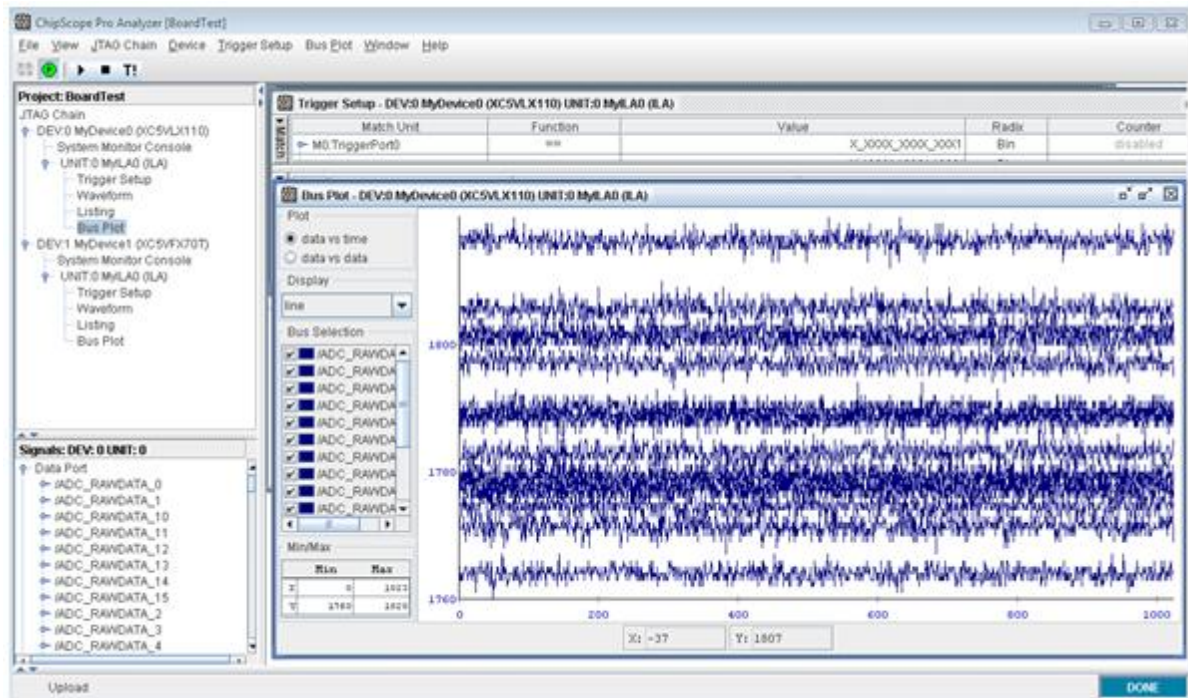 ChipScope Pro Analyzer [BoardTest]
File View JTAG Chain Device Trigger Setup Bus Plot Window Help
T!
Project: BoardTest
JTAG Chain
DEV:0 MyDevice0 (XC5VLX110)
System Monitor Console
UNIT:0 MyILA0 (ILA)
Trigger Setup
Waveform
Listing
Bus Plot
DEV:1 MyDevice1 (XC5VFX70T)
System Monitor Console
UNIT:0 MyILA0 (ILA)
Trigger Setup
Waveform
Listing
Bus Plot
Signals: DEV: 0 UNIT: 0
Data Port
/ADC_RAWDATA_0
/ADC_RAWDATA_1
/ADC_RAWDATA_10
/ADC_RAWDATA_11
/ADC_RAWDATA_12
/ADC_RAWDATA_13
/ADC_RAWDATA_14
/ADC_RAWDATA_15
/ADC_RAWDATA_2
/ADC_RAWDATA_3
/ADC_RAWDATA_4
Trigger Setup - DEV:0 MyDevice0 (XC5VLX110) UNIT:0 MyILA0 (ILA)
Match
Match Unit Function Value Radix Counter
M0:TriggerPort0 == X_XXXX_XXXX_XXX1 Bin disabled
Bus Plot - DEV:0 MyDevice0 (XC5VLX110) UNIT:0 MyILA0 (ILA)
Plot
data vs time
data vs data
Display
line
Bus Selection
/ADC_RAWDA
/ADC_RAWDA
/ADC_RAWDA
/ADC_RAWDA
/ADC_RAWDA
/ADC_RAWDA
/ADC_RAWDA
/ADC_RAWDA
/ADC_RAWDA
/ADC_RAWDA
Min/Max
Min Max
X 0 1023
Y 1760
1800
1780
1760
0 200 400 600 800 1000
X: -37 Y: 1807
Upload
DONE